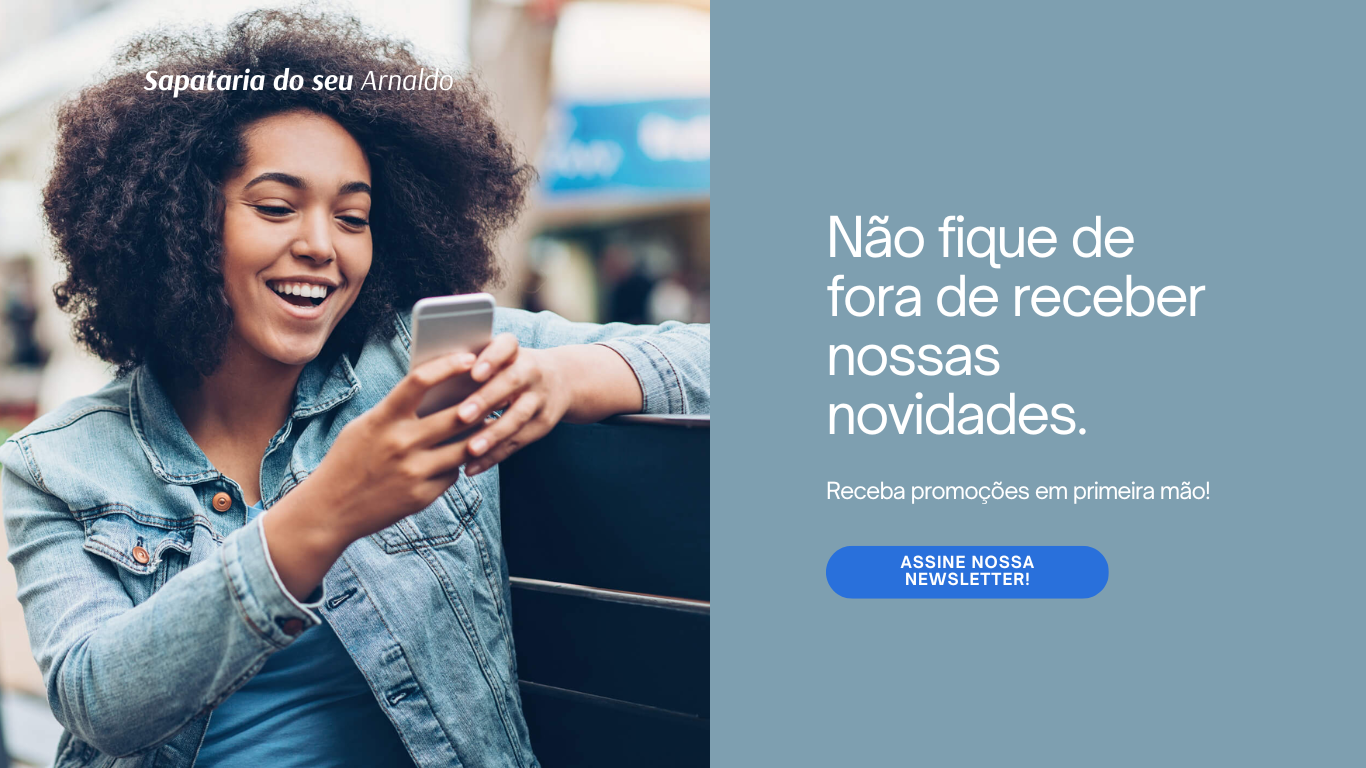 Sapataria do seu Arnaldo
Não fique de
fora de receber
nossas
novidades.
Receba promoções em primeira mão!
ASSINE NOSSA
NEWSLETTER!